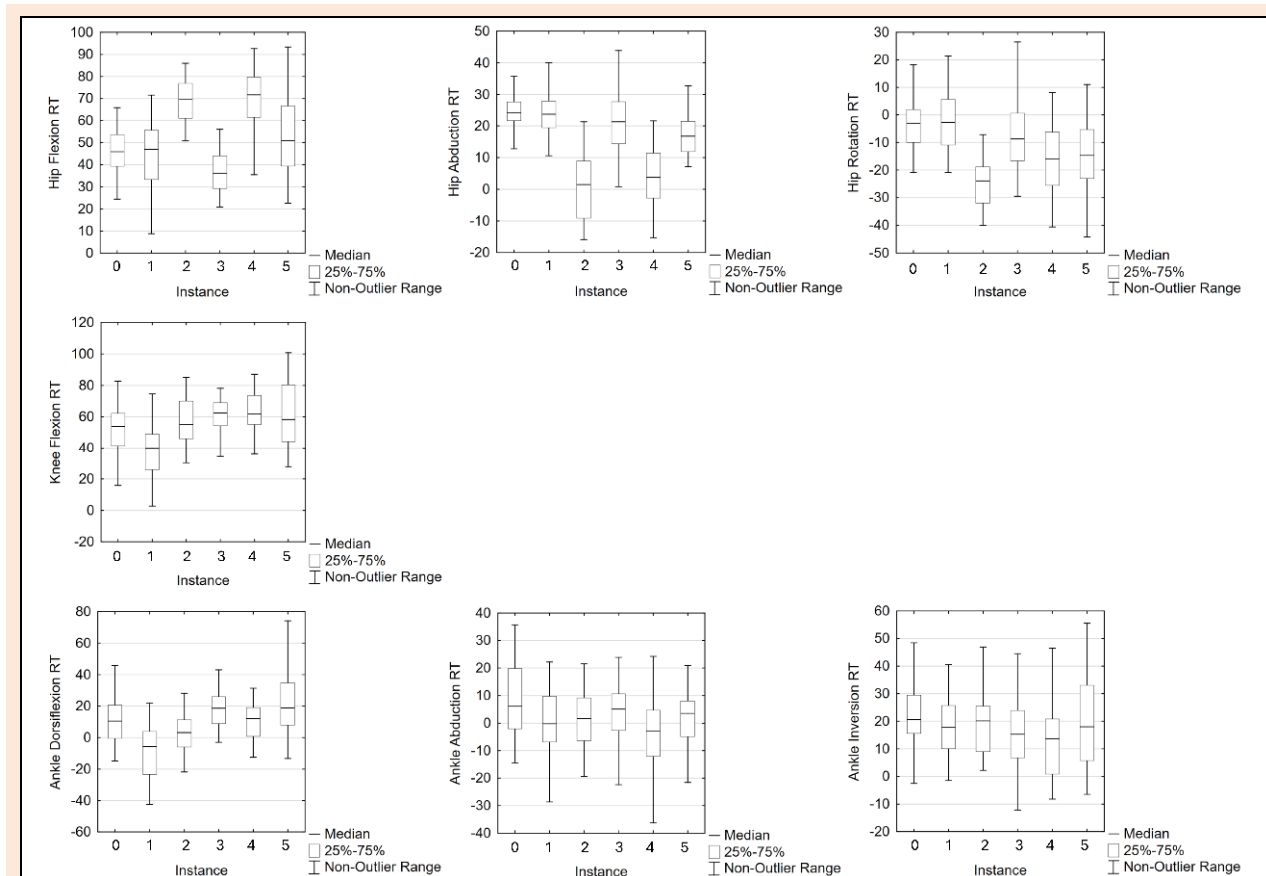 Hip Flexion RT
100
90
80
70
60
50
40
30
20
10
0
0 1 2 3 4 5
Instance
Median
25%-75%
Non-Outlier Range
Hip Abduction RT
50
40
30
20
10
0
-10
-20
0 1 2 3 4 5
Instance
Median
25%-75%
Non-Outlier Range
Hip Rotation RT
30
20
10
0
-10
-20
-30
-40
-50
0 1 2 3 4 5
Instance
Median
25%-75%
Non-Outlier Range
Knee Flexion RT
120
100
80
60
40
20
0
-20
0 1 2 3 4 5
Instance
Median
25%-75%
Non-Outlier Range
Ankle Dorsiflexion RT
80
60
40
20
0
-20
-40
-60
0 1 2 3 4 5
Instance
Median
25%-75%
Non-Outlier Range
Ankle Abduction RT
40
30
20
10
0
-10
-20
-30
-40
0 1 2 3 4 5
Instance
Median
25%-75%
Non-Outlier Range
Ankle Inversion RT
60
50
40
30
20
10
0
-10
-20
0 1 2 3 4 5
Instance
Median
25%-75%
Non-Outlier Range